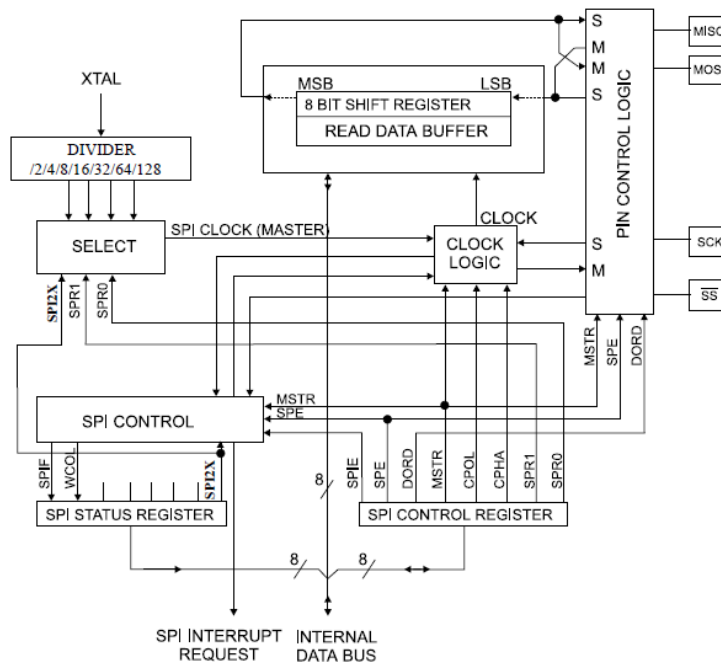 XTAL
DIVIDER
/2/4/8/16/32/64/128
SELECT
SPI2X
SPR1
SPR0
SPI CLOCK (MASTER)
MSB
LSB
8 BIT SHIFT REGISTER
READ DATA BUFFER
CLOCK
CLOCK
LOGIC
S
M
M
S
S
M
PIN CONTROL LOGIC
MISO
MOSI
SCK
SS
MSTR
SPE
DORD
SPI CONTROL
MSTR
SPE
SPIF
WCOL
SPI2X
SPI STATUS REGISTER
8
SPIE
SPE
DORD
MSTR
CPOL
CPHA
SPR1
SPR0
SPI CONTROL REGISTER
8
8
SPI INTERRUPT
REQUEST
INTERNAL
DATA BUS